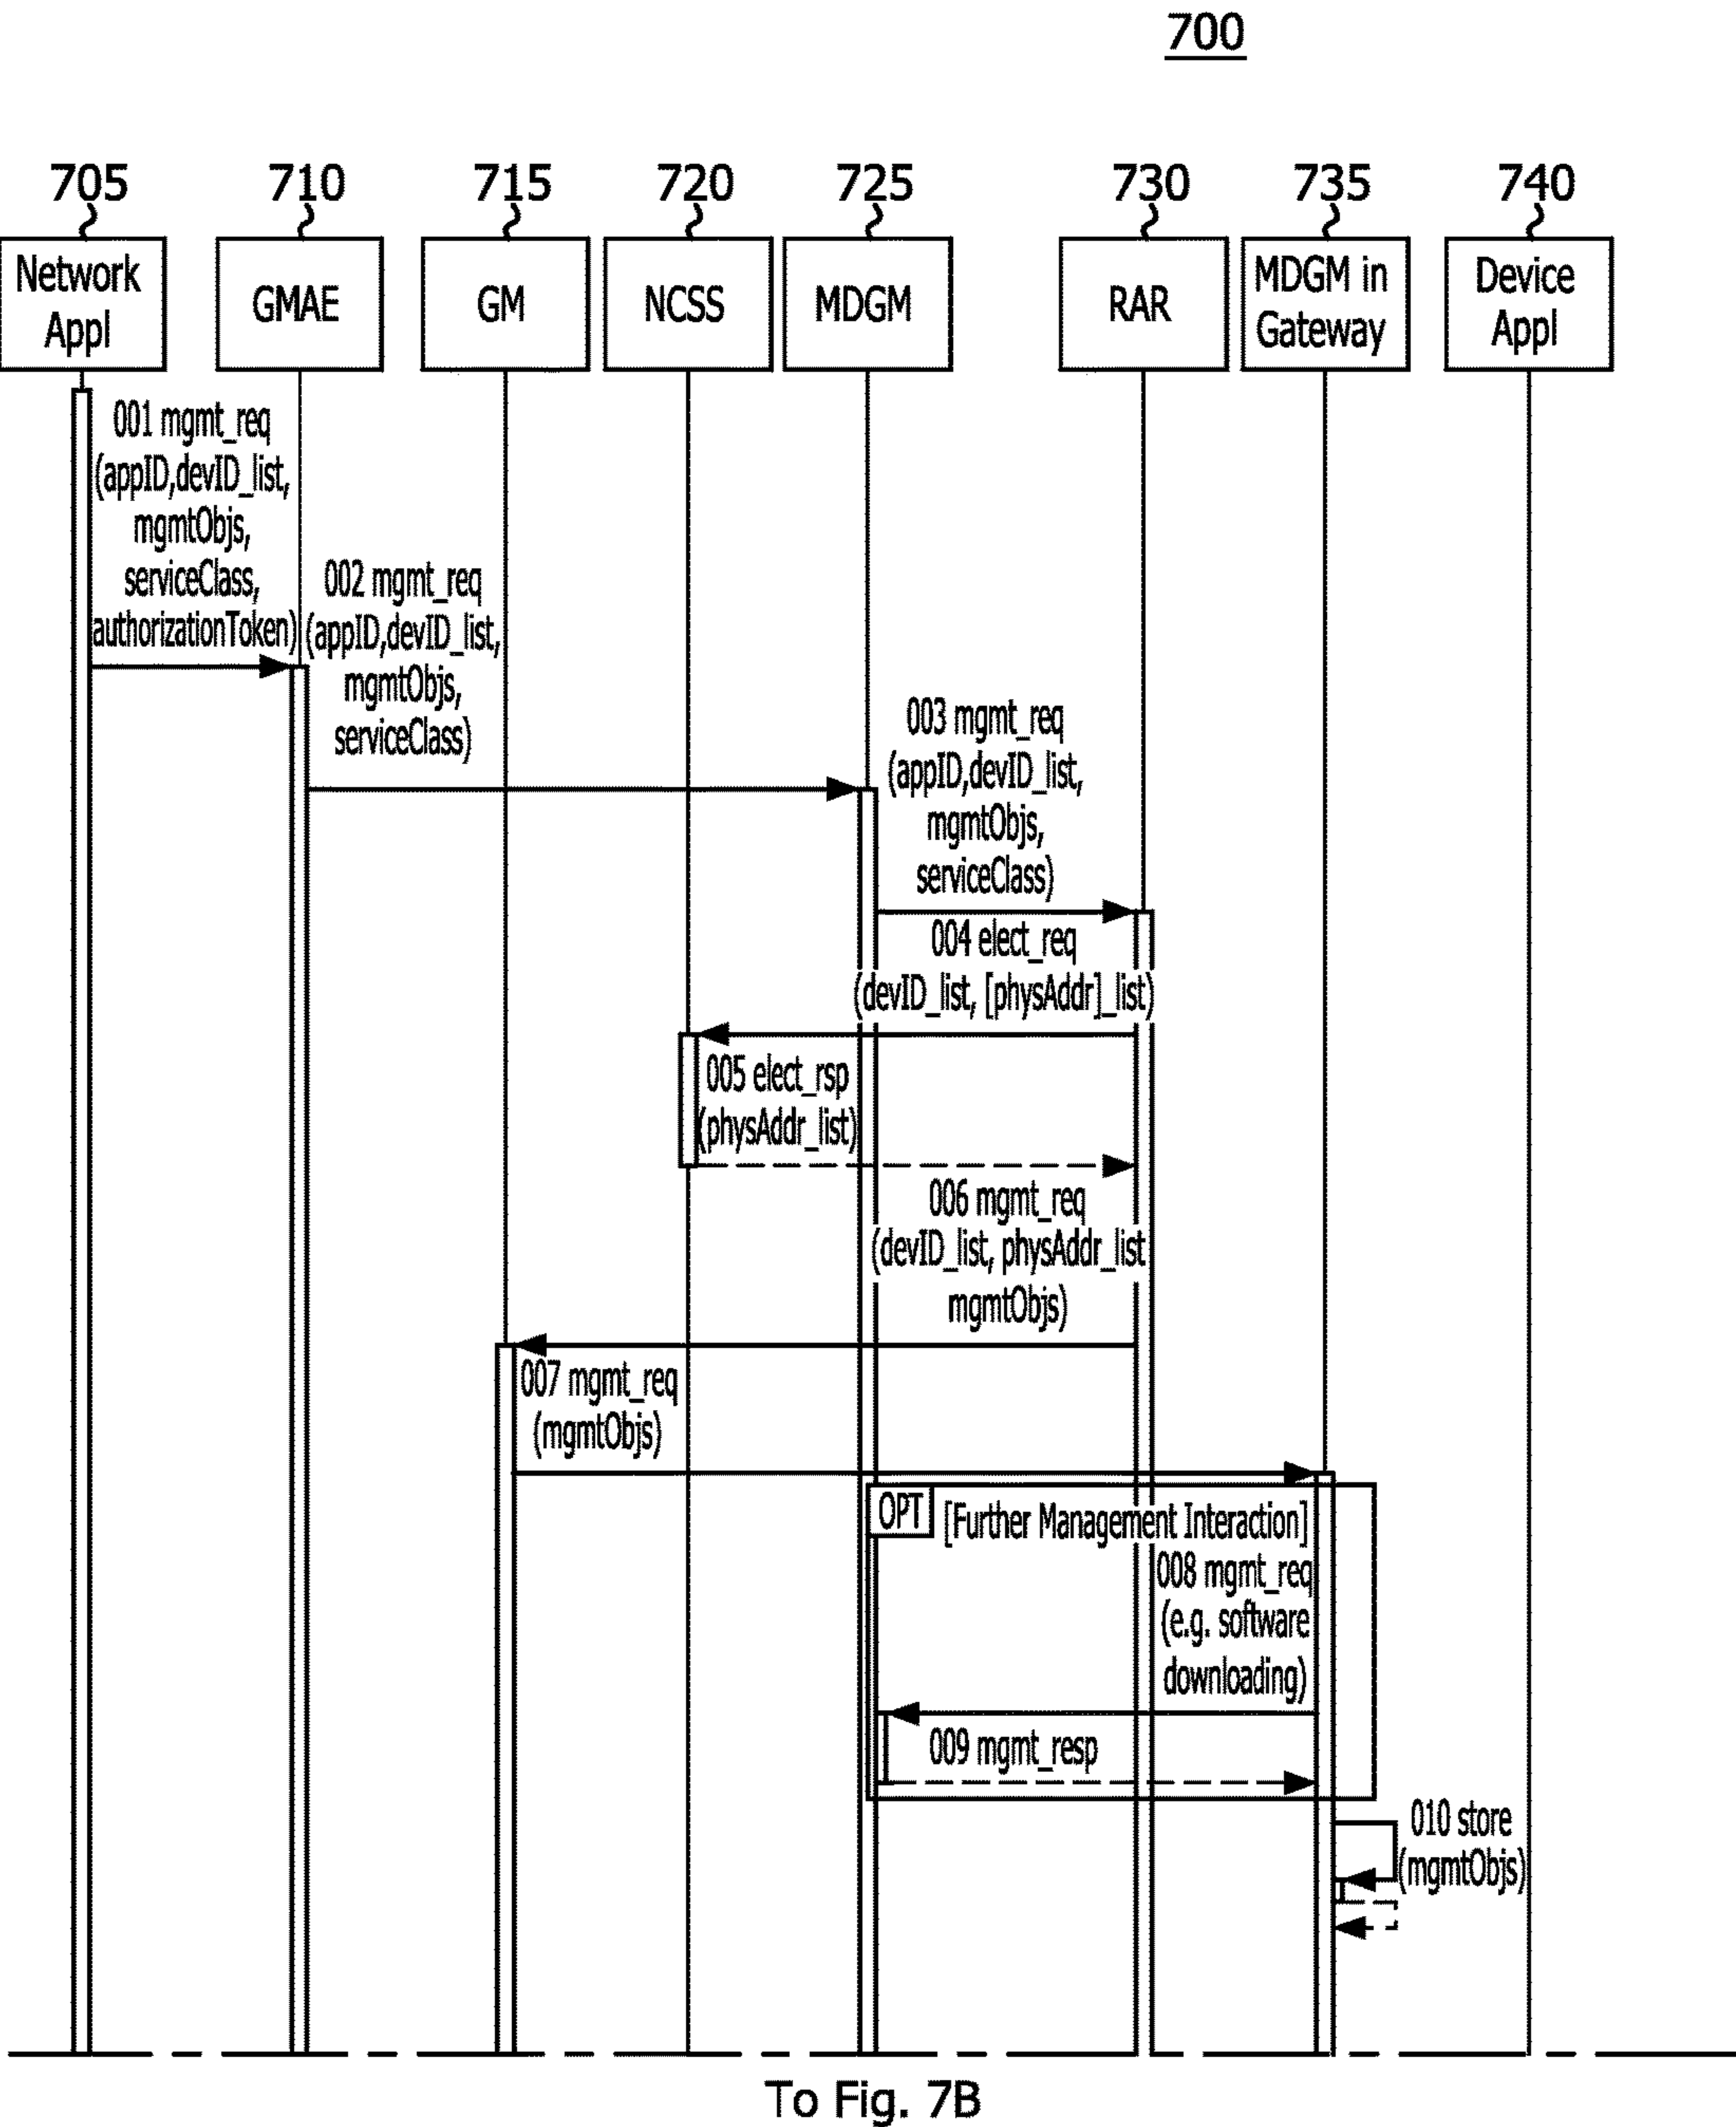 700
705 710 715 720 725 730 735 740
Network
Appl
GMAE
GM
NCSS
MDGM
RAR
MDGM in
Gateway
Device
Appl
001 mgmt_req
(appID,devID_list,
mgmtObjs,
serviceClass,
authorizationToken)
002 mgmt_req
(appID,devID_list,
mgmtObjs,
serviceClass)
003 mgmt_req
(appID,devID_list,
mgmtObjs,
serviceClass)
004 elect_req
(devID_list, [physAddr]_list)
005 elect_rsp
(physAddr_list)
006 mgmt_req
(devID_list, physAddr_list
mgmtObjs)
007 mgmt_req
(mgmtObjs)
OPT [Further Management Interaction]
008 mgmt_req
(e.g. software
downloading)
009 mgmt_resp
010 store
(mgmtObjs)
To Fig. 7B